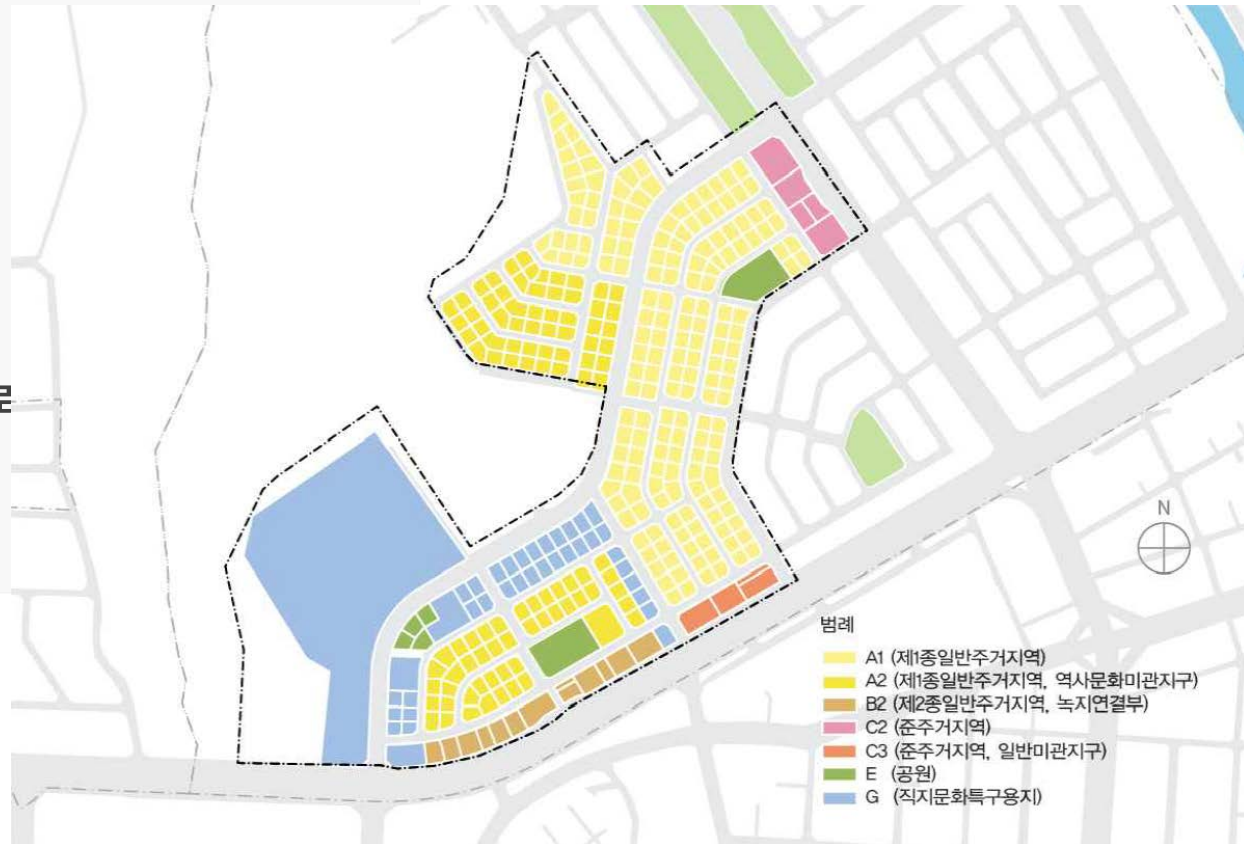 문
N
범례
A1 (제1종일반주거지역)
A2 (제1종일반주거지역, 역사문화미관지구)
B2 (제2종일반주거지역, 녹지연결부)
C2 (준주거지역)
C3 (준주거지역, 일반미관지구)
E (공원)
G (직지문화특구용지)